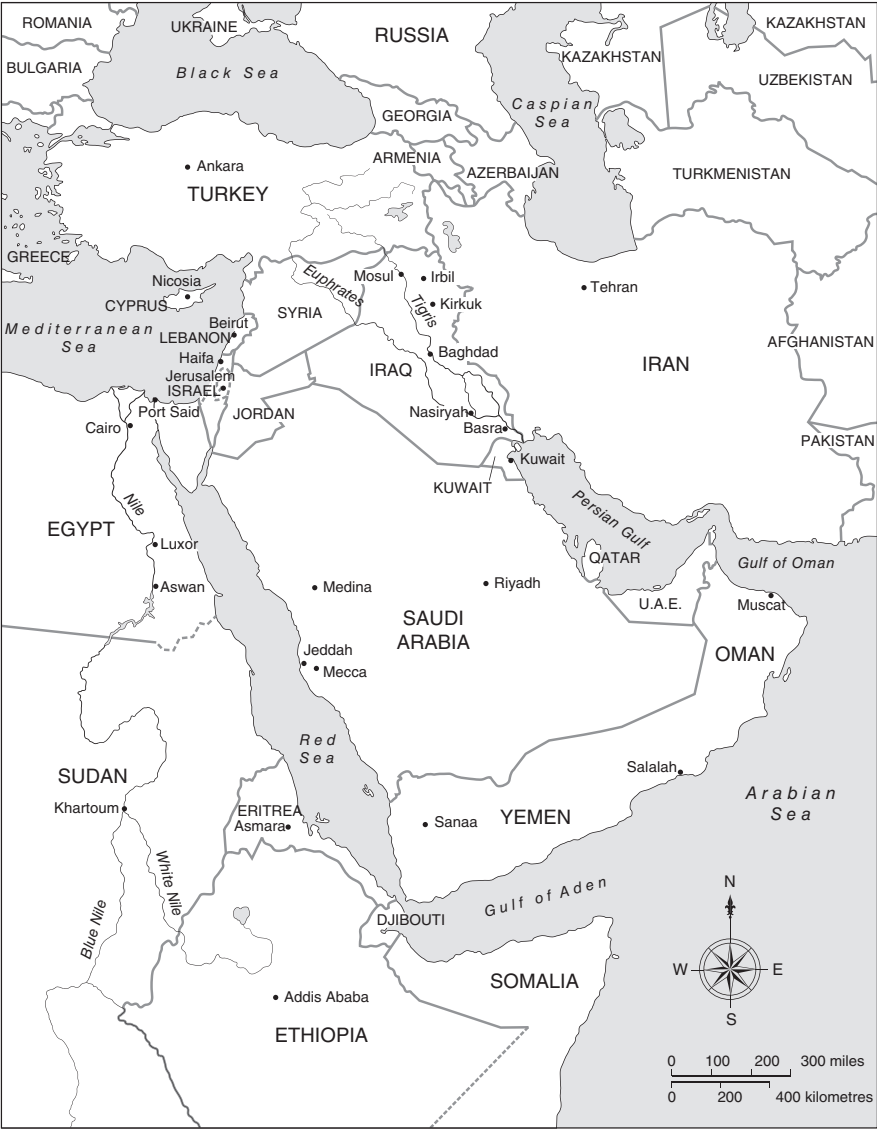 ROMANIA
UKRAINE
RUSSIA
KAZAKHSTAN
KAZAKHSTAN
BULGARIA
Black Sea
UZBEKISTAN
Caspian
Sea
GEORGIA
ARMENIA
AZERBAIJAN
TURKMENISTAN
Ankara
TURKEY
GREECE
Nicosia
CYPRUS
Mediterranean
Sea
Euphrates
SYRIA
Mosul
Irbil
Kirkuk
Tigris
Tehran
Beirut
LEBANON
Haifa
Jerusalem
ISRAEL
Baghdad
IRAQ
IRAN
AFGHANISTAN
Port Said
JORDAN
Nasiryah
Basra
Cairo
PAKISTAN
Kuwait
KUWAIT
Nile
Persian Gulf
EGYPT
Luxor
QATAR
Gulf of Oman
Aswan
Medina
Riyadh
U.A.E.
Muscat
SAUDI
ARABIA
Jeddah
Mecca
OMAN
Red
Sea
SUDAN
Salalah
Arabian
Sea
Khartoum
ERITREA
Asmara
Sanaa
YEMEN
White Nile
Blue Nile
Gulf of Aden
DJIBOUTI
N
W
E
S
SOMALIA
Addis Ababa
ETHIOPIA
0 100 200 300 miles
0 200 400 kilometres